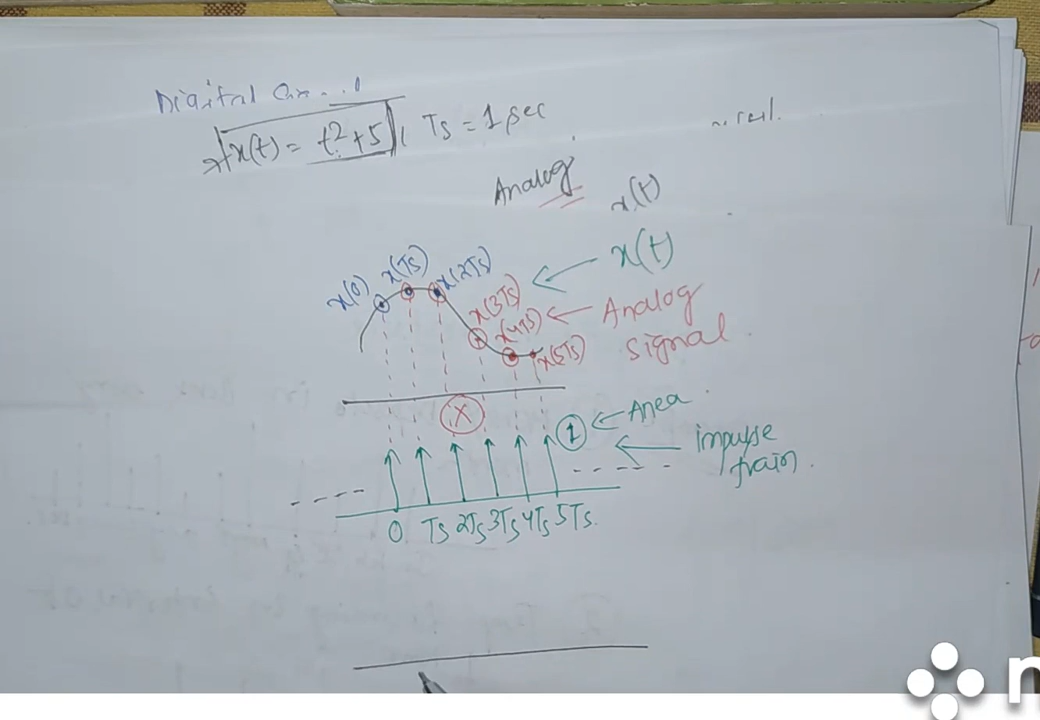 Digital
x(t) = t²+5, Ts = 1 sec
Analog
x(t)
x(t)
x(0) x(Ts) x(2Ts)
x(3Ts)
Analog
x(4Ts)
x(5Ts)
signal
X
1
Area
impulse
train
0 Ts 2Ts 3Ts 4Ts 5Ts